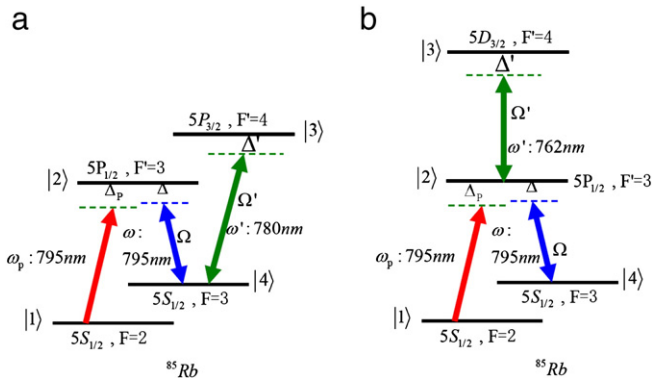 a
5P3/2 , F'=4
|3⟩
Δ'
5P1/2 , F'=3
|2⟩
Δp
Δ
Ω'
ω':780nm
ω:
795nm
Ω
ωp:795nm
|4⟩
5S1/2 , F=3
|1⟩
5S1/2 , F=2
85Rb
b
5D3/2 , F'=4
|3⟩
Δ'
Ω'
ω':762nm
|2⟩
5P1/2 , F'=3
Δp
Δ
ωp:795nm
ω:
795nm
Ω
|4⟩
5S1/2 , F=3
|1⟩
5S1/2 , F=2
85Rb